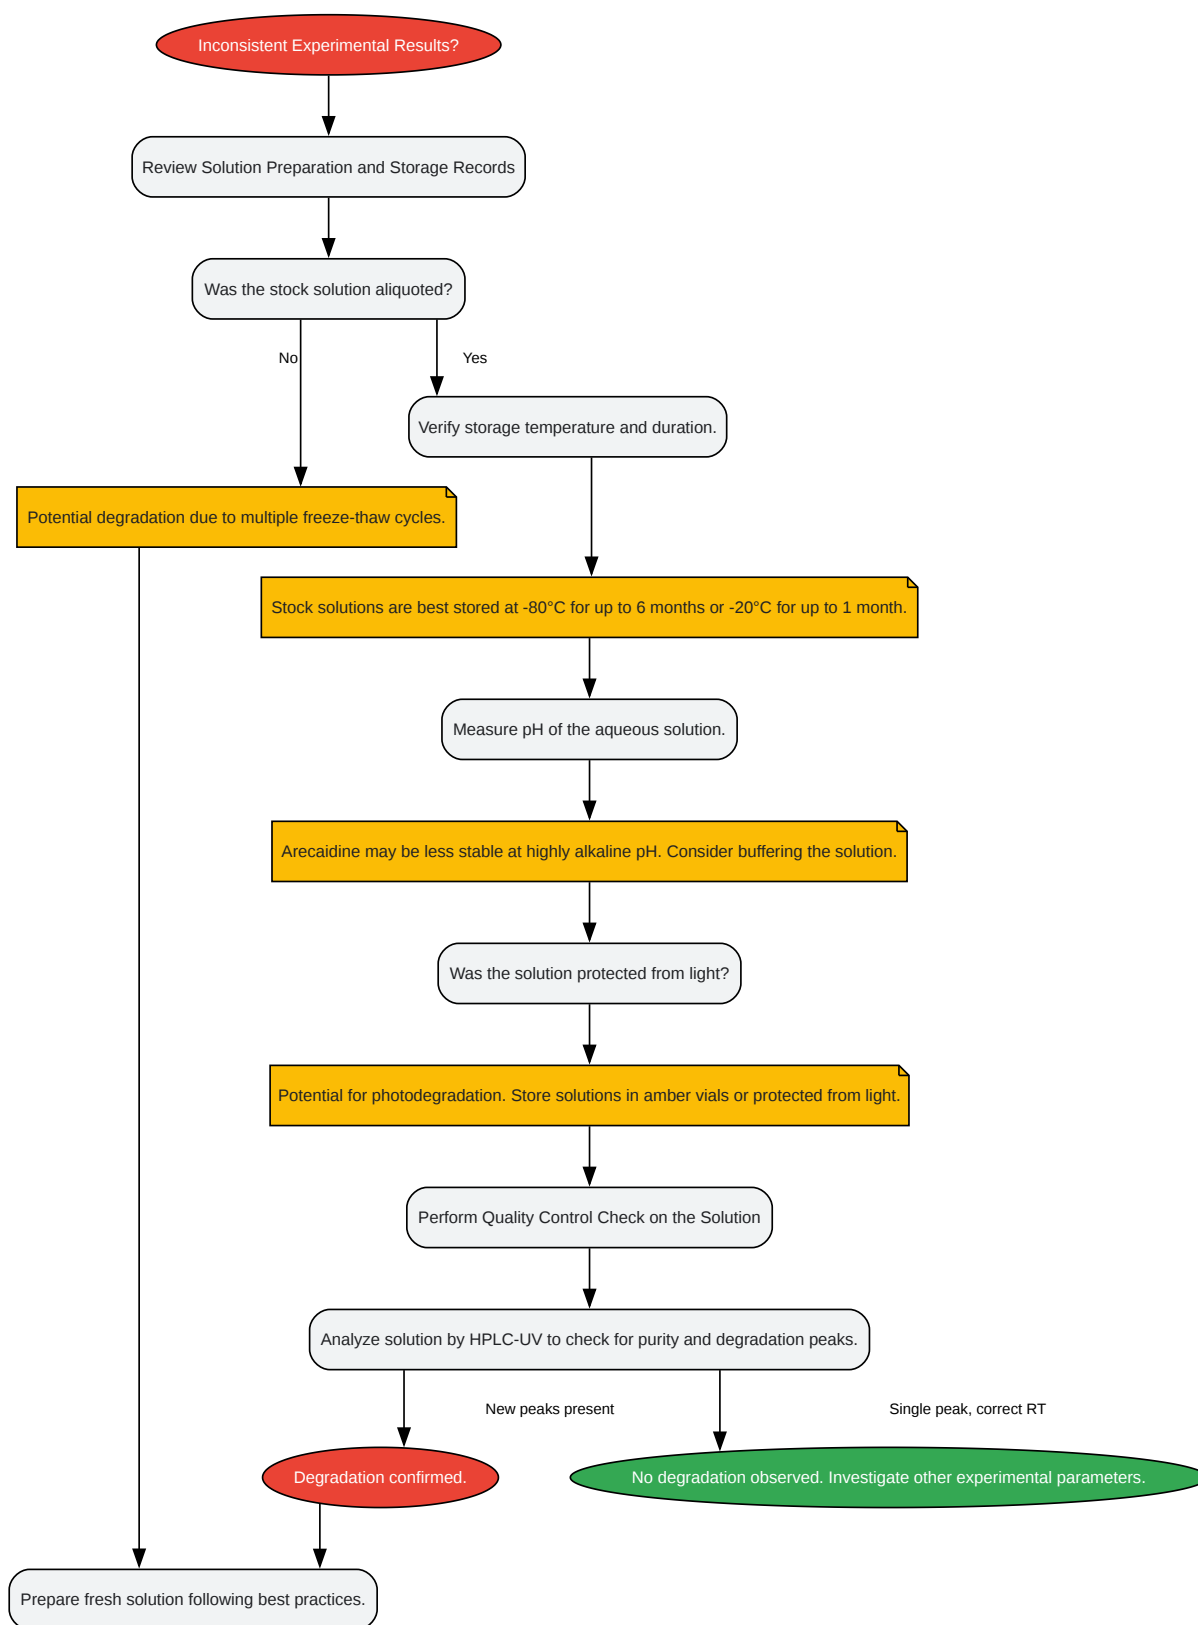 Inconsistent Experimental Results?
Review Solution Preparation and Storage Records
Was the stock solution aliquoted?
No
Yes
Verify storage temperature and duration.
Potential degradation due to multiple freeze-thaw cycles.
Stock solutions are best stored at -80°C for up to 6 months or -20°C for up to 1 month.
Measure pH of the aqueous solution.
Arecaidine may be less stable at highly alkaline pH. Consider buffering the solution.
Was the solution protected from light?
Potential for photodegradation. Store solutions in amber vials or protected from light.
Perform Quality Control Check on the Solution
Analyze solution by HPLC-UV to check for purity and degradation peaks.
New peaks present
Single peak, correct RT
Degradation confirmed.
No degradation observed. Investigate other experimental parameters.
Prepare fresh solution following best practices.